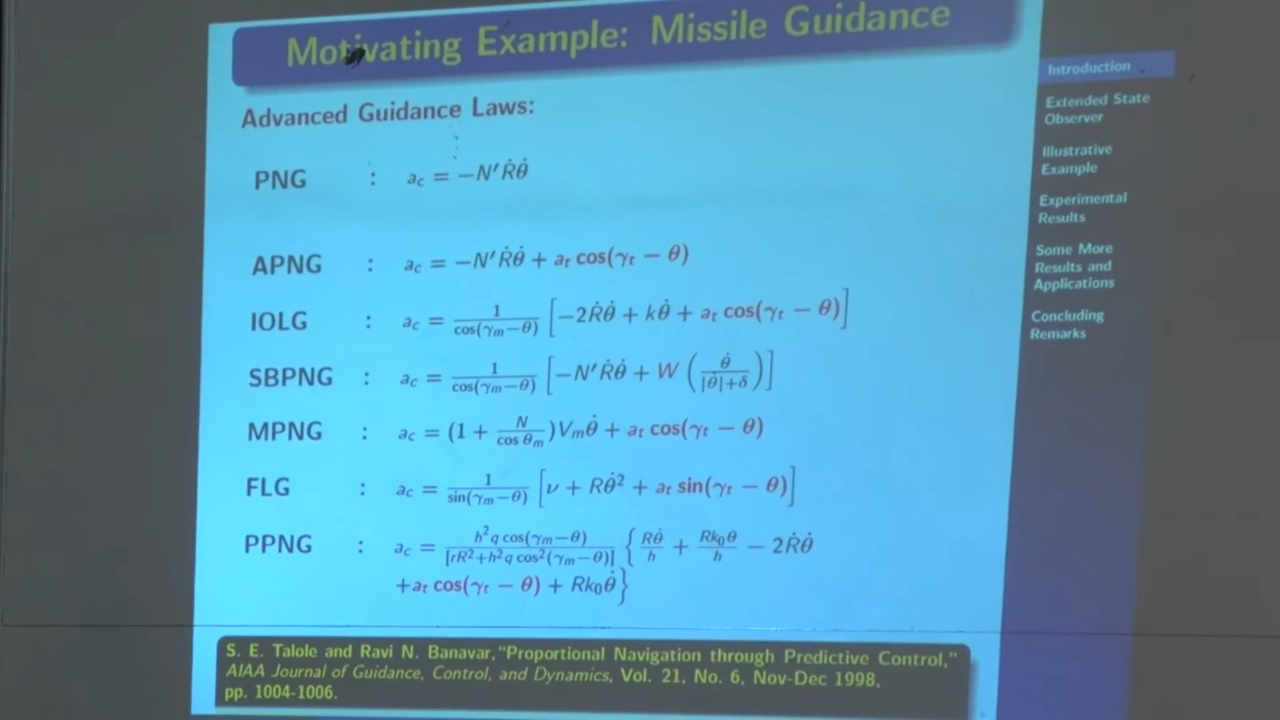 Motivating Example: Missile Guidance
Advanced Guidance Laws:
PNG : a_c = −N′Ṙθ̇
APNG : a_c = −N′Ṙθ̇ + a_t cos(γ_t − θ)
IOLG : a_c = 1/cos(γ_m−θ) [−2Ṙθ̇ + kθ̇ + a_t cos(γ_t − θ)]
SBPNG : a_c = 1/cos(γ_m−θ) [−N′Ṙθ̇ + W (θ̇/(|θ̇|+δ))]
MPNG : a_c = (1 + N/cos θ_m)V_mθ̇ + a_t cos(γ_t − θ)
FLG : a_c = 1/sin(γ_m−θ) [ν + Rθ̇² + a_t sin(γ_t − θ)]
PPNG : a_c = h²q cos(γ_m−θ)/[rR²+h²q cos²(γ_m−θ)] {Rθ̇/h + Rk₀θ/h − 2Ṙθ̇
+a_t cos(γ_t − θ) + Rk₀θ̇}
S. E. Talole and Ravi N. Banavar,"Proportional Navigation through Predictive Control,"
AIAA Journal of Guidance, Control, and Dynamics, Vol. 21, No. 6, Nov-Dec 1998,
pp. 1004-1006.
Introduction
Extended State
Observer
Illustrative
Example
Experimental
Results
Some More
Results and
Applications
Concluding
Remarks